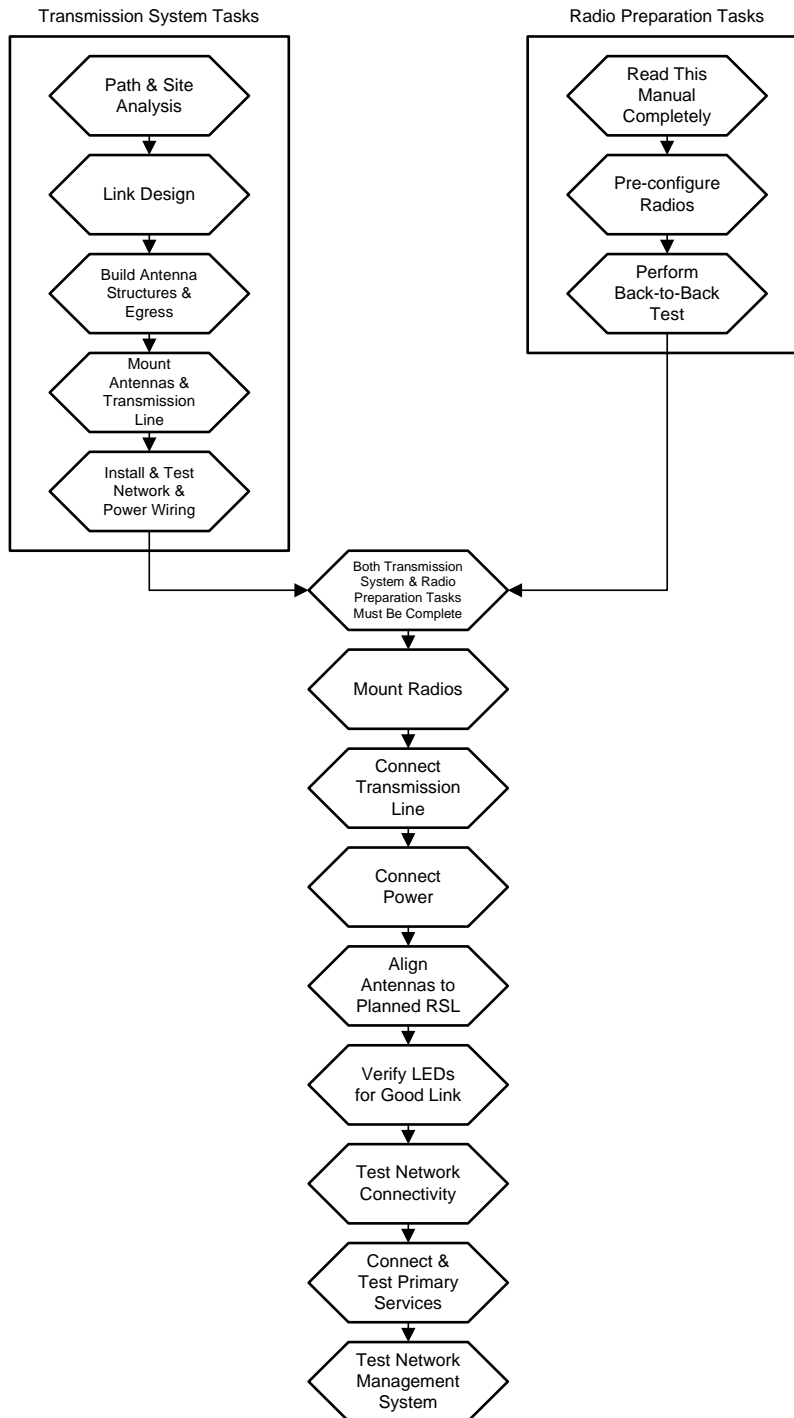 Transmission System Tasks
Path & Site
Analysis
Link Design
Build Antenna
Structures &
Egress
Mount
Antennas &
Transmission
Line
Install & Test
Network &
Power Wiring
Radio Preparation Tasks
Read This
Manual
Completely
Pre-configure
Radios
Perform
Back-to-Back
Test
Both Transmission
System & Radio
Preparation Tasks
Must Be Complete
Mount Radios
Connect
Transmission
Line
Connect
Power
Align
Antennas to
Planned RSL
Verify LEDs
for Good Link
Test Network
Connectivity
Connect &
Test Primary
Services
Test Network
Management
System